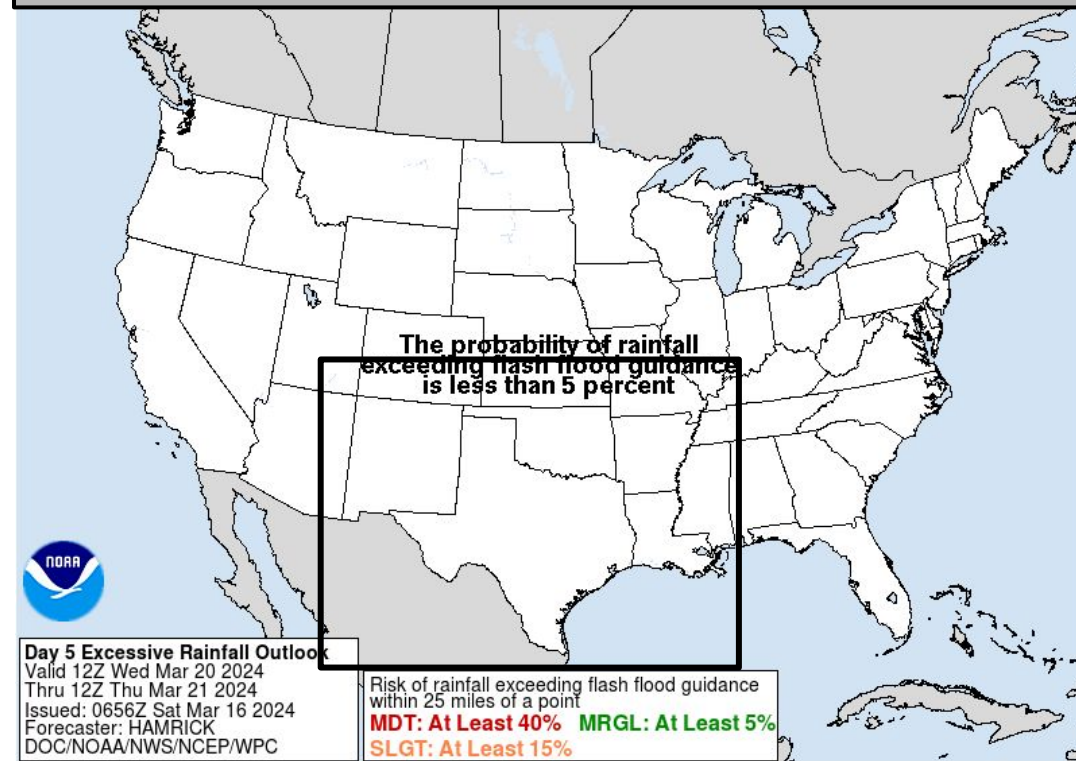 The probability of rainfall
exceeding flash flood guidance
is less than 5 percent
NOAA
Day 5 Excessive Rainfall Outlook
Valid 12Z Wed Mar 20 2024
Thru 12Z Thu Mar 21 2024
Issued: 0656Z Sat Mar 16 2024
Forecaster: HAMRICK
DOC/NOAA/NWS/NCEP/WPC
Risk of rainfall exceeding flash flood guidance
within 25 miles of a point
MDT: At Least 40% MRGL: At Least 5%
SLGT: At Least 15%